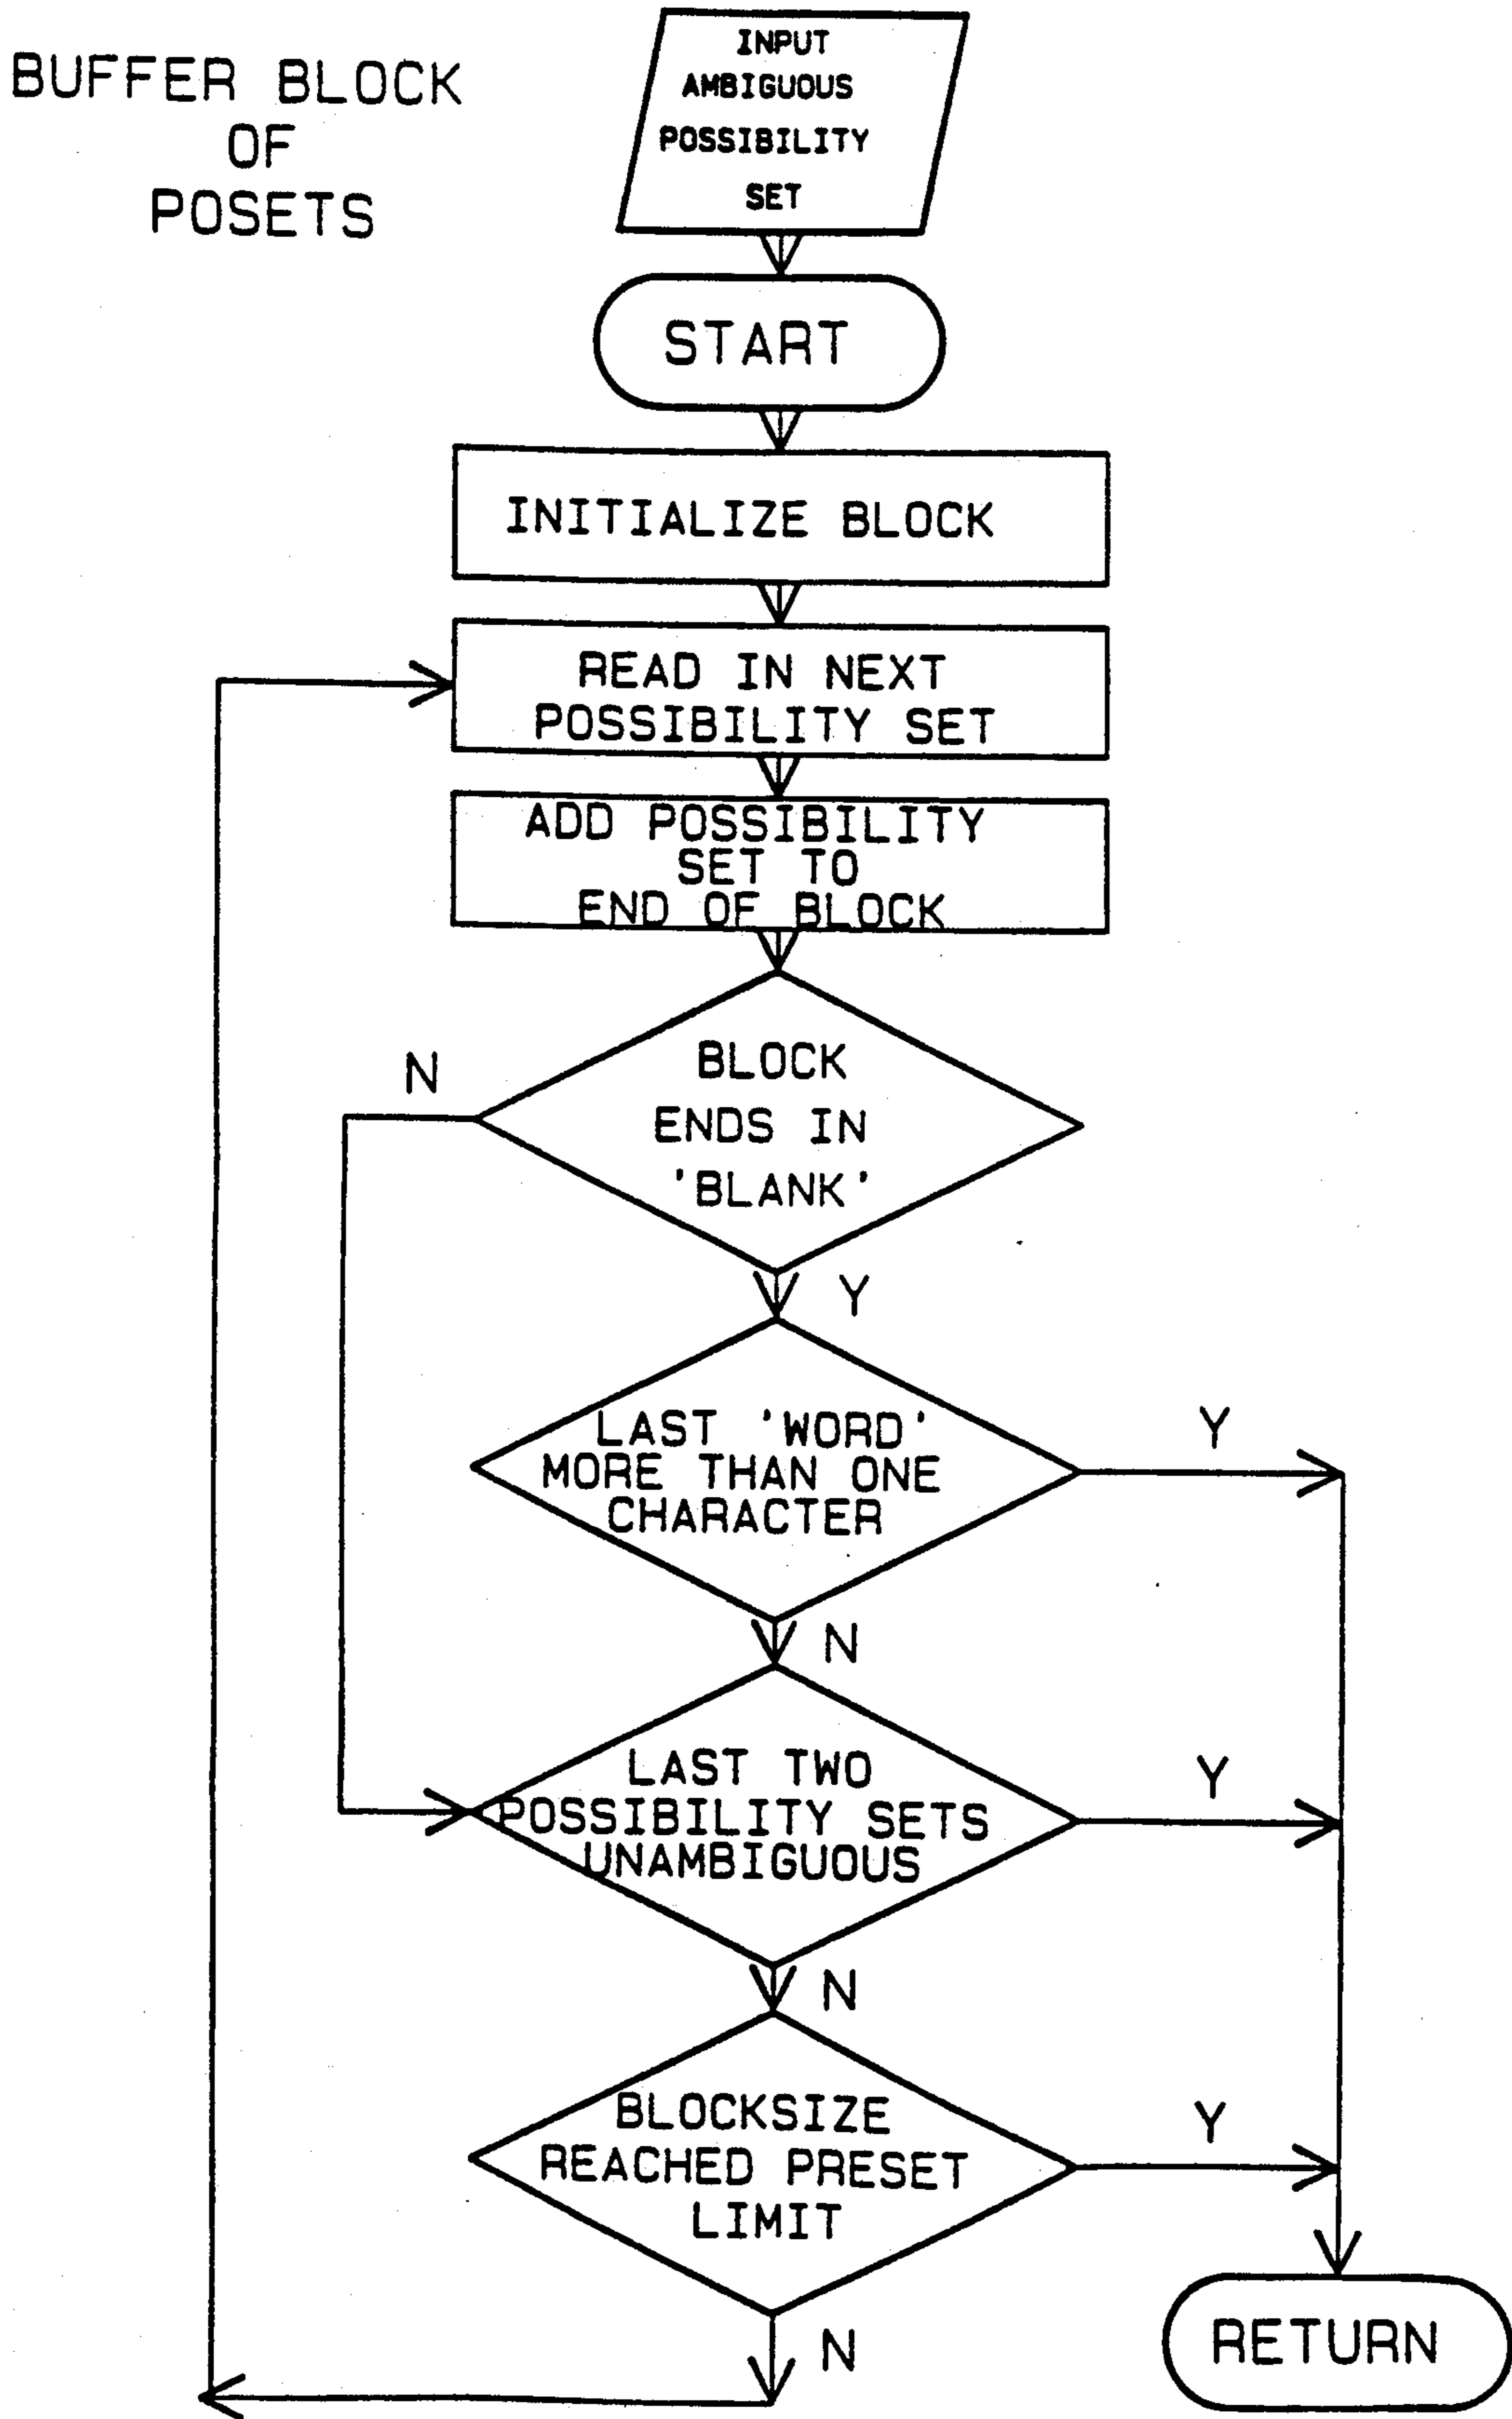 BUFFER BLOCK
OF
POSETS
INPUT
AMBIGUOUS
POSSIBILITY
SET
START
INITIALIZE BLOCK
READ IN NEXT
POSSIBILITY SET
ADD POSSIBILITY
SET TO
END OF BLOCK
BLOCK
ENDS IN
'BLANK'
N
Y
LAST 'WORD'
MORE THAN ONE
CHARACTER
Y
N
LAST TWO
POSSIBILITY SETS
UNAMBIGUOUS
Y
N
BLOCKSIZE
REACHED PRESET
LIMIT
Y
N
RETURN